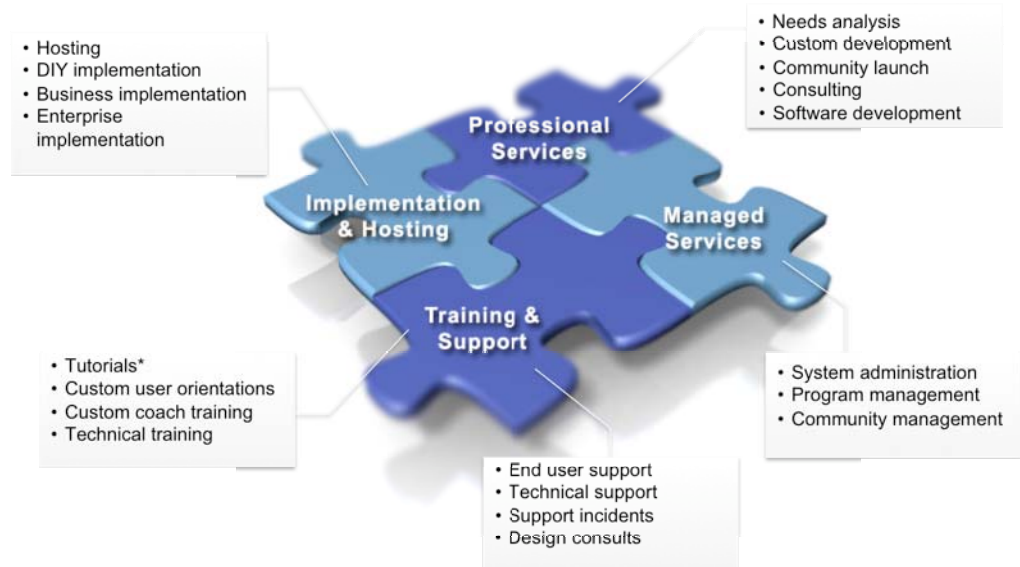 • Needs analysis
• Custom development
• Community launch
• Consulting
• Software development
• Hosting
• DIY implementation
• Business implementation
• Enterprise
implementation
Professional
Services
Implementation
& Hosting
Managed
Services
Training &
Support
• Tutorials*
• Custom user orientations
• Custom coach training
• Technical training
• System administration
• Program management
• Community management
• End user support
• Technical support
• Support incidents
• Design consults